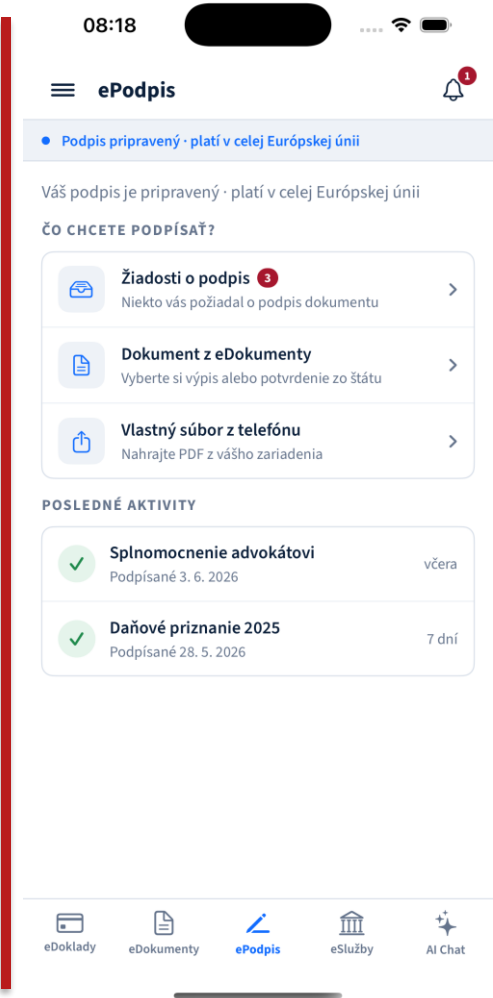 08:18
ePodpis
1
Podpis pripravený · platí v celej Európskej únii
Váš podpis je pripravený · platí v celej Európskej únii
ČO CHCETE PODPÍSAŤ?
Žiadosti o podpis 3
Niekto vás požiadal o podpis dokumentu
Dokument z eDokumenty
Vyberte si výpis alebo potvrdenie zo štátu
Vlastný súbor z telefónu
Nahrajte PDF z vášho zariadenia
POSLEDNÉ AKTIVITY
Splnomocnenie advokátovi
Podpísané 3. 6. 2026
včera
Daňové priznanie 2025
Podpísané 28. 5. 2026
7 dní
eDoklady
eDokumenty
ePodpis
eSlužby
AI Chat